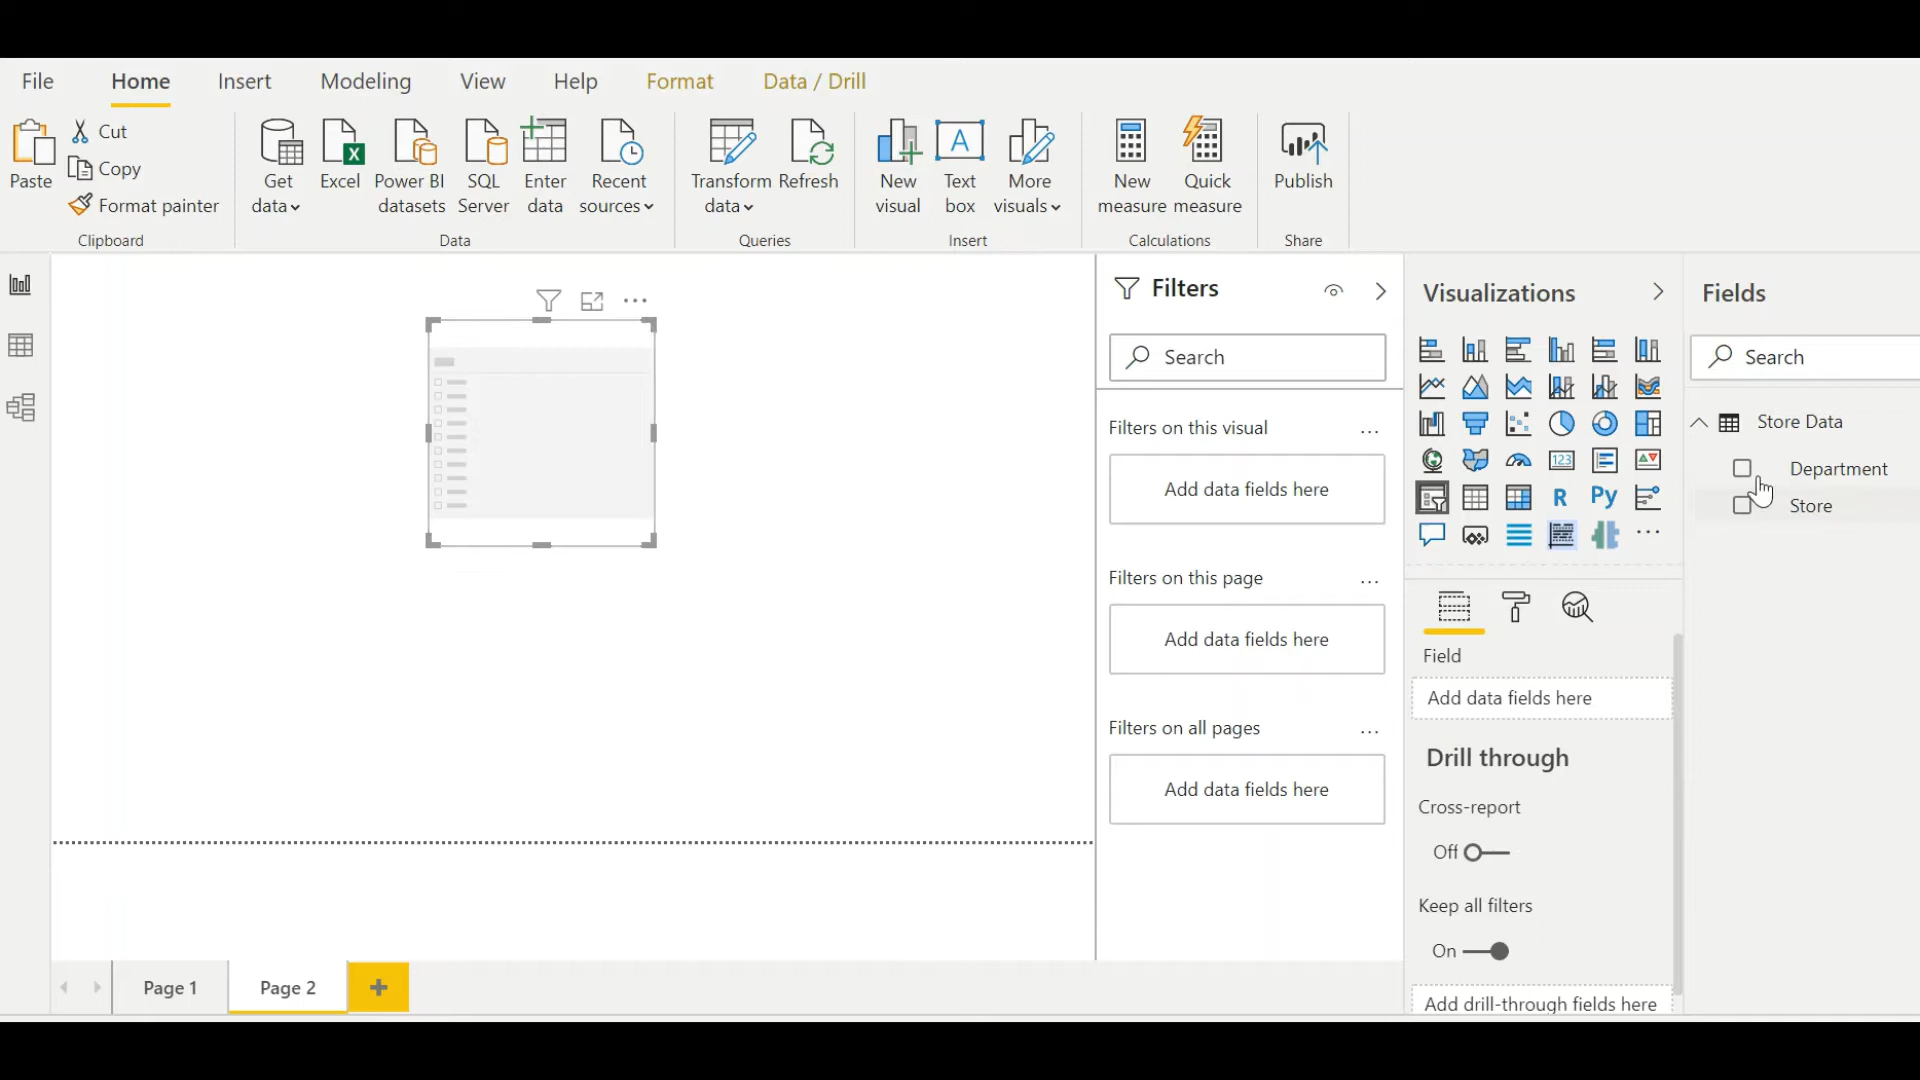 File Home Insert Modeling View Help Format Data / Drill
Paste
Cut
Copy
Format painter
Clipboard
Get data
Excel
Power BI datasets
SQL Server
Enter data
Recent sources
Data
Transform data
Refresh
Queries
New visual
Text box
More visuals
Insert
New measure
Quick measure
Calculations
Publish
Share
Filters
Search
Filters on this visual ...
Add data fields here
Filters on this page ...
Add data fields here
Filters on all pages ...
Add data fields here
Visualizations
123
R
Py
...
Field
Add data fields here
Drill through
Cross-report
Off
Keep all filters
On
Add drill-through fields here
Fields
Search
Store Data
Department
Store
Page 1
Page 2